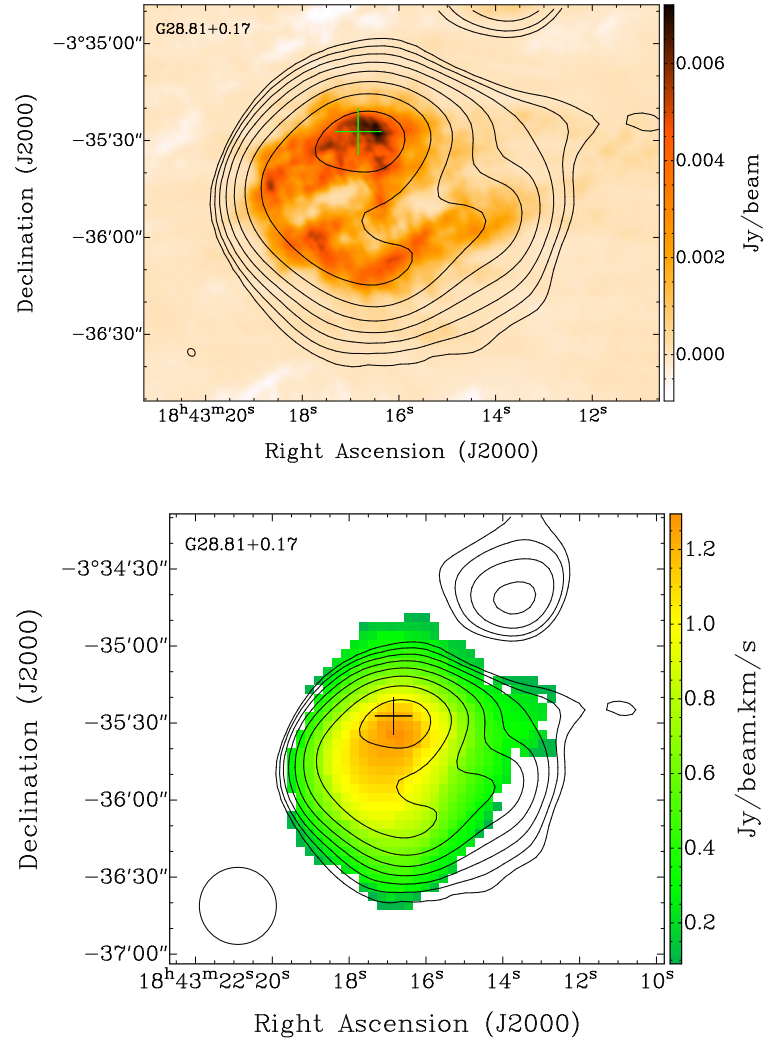 G28.81+0.17
−3°35′00″
−35′30″
−36′00″
−36′30″
Declination (J2000)
18ʰ43ᵐ20ˢ
18ˢ
16ˢ
14ˢ
12ˢ
Right Ascension (J2000)
0.006
0.004
0.002
0.000
Jy/beam
G28.81+0.17
−3°34′30″
−35′00″
−35′30″
−36′00″
−36′30″
−37′00″
Declination (J2000)
18ʰ43ᵐ22ˢ
20ˢ
18ˢ
16ˢ
14ˢ
12ˢ
10ˢ
Right Ascension (J2000)
1.2
1.0
0.8
0.6
0.4
0.2
Jy/beam.km/s